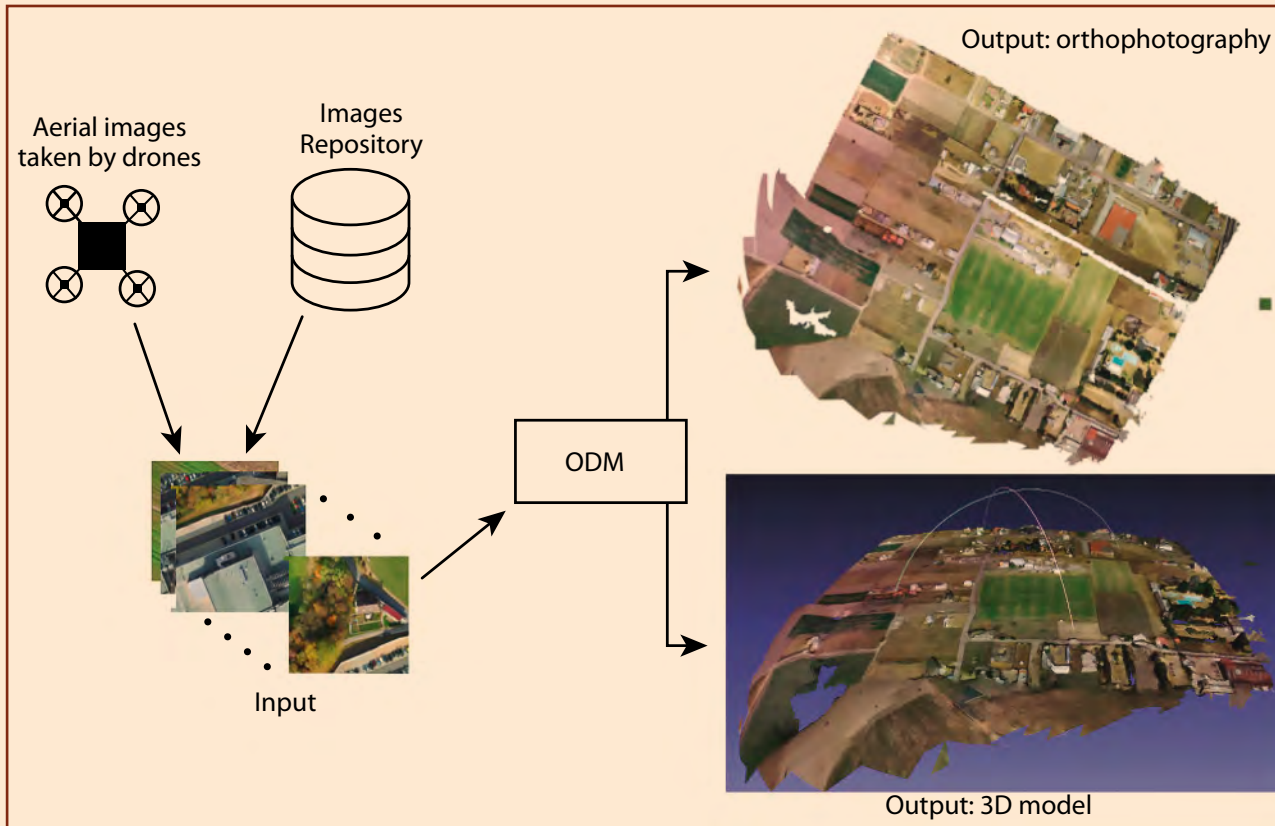 Output: orthophotography
Images
Repository
Aerial images
taken by drones
ODM
Input
Output: 3D model